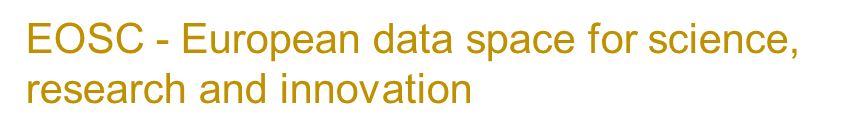 EOSC - European data space for science,
research and innovation